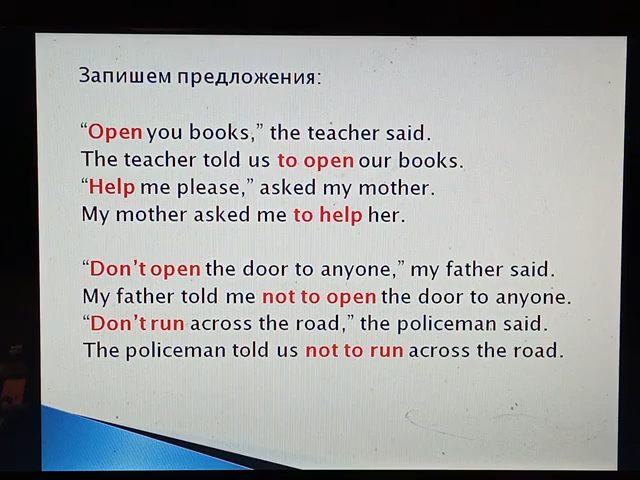 Запишем предложения:
“Open you books,” the teacher said.
The teacher told us to open our books.
“Help me please,” asked my mother.
My mother asked me to help her.
“Don’t open the door to anyone,” my father said.
My father told me not to open the door to anyone.
“Don’t run across the road,” the policeman said.
The policeman told us not to run across the road.